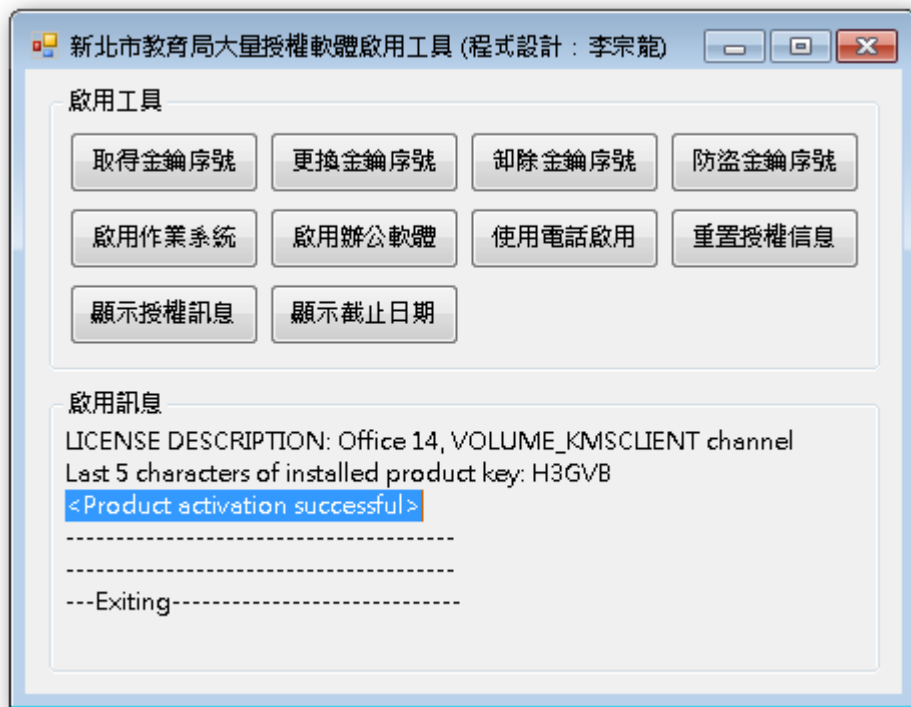 新北市教育局大量授權軟體啟用工具 (程式設計：李宗龍)
啟用工具
取得金鑰序號 更換金鑰序號 卸除金鑰序號 防盜金鑰序號
啟用作業系統 啟用辦公軟體 使用電話啟用 重置授權信息
顯示授權訊息 顯示截止日期
啟用訊息
LICENSE DESCRIPTION: Office 14, VOLUME_KMSCLIENT channel
Last 5 characters of installed product key: H3GVB
<Product activation successful>
---------------------------------------
---------------------------------------
---Exiting-----------------------------